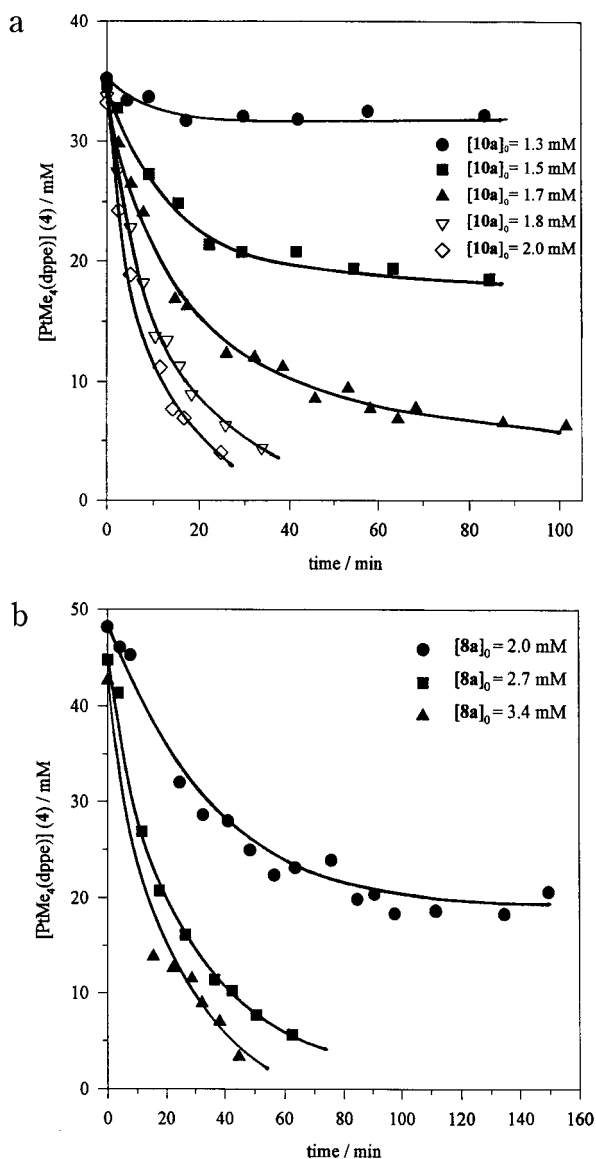 a
[PtMe₄(dppe)] (4) / mM
40
30
20
10
0
[10a]₀ = 1.3 mM
[10a]₀ = 1.5 mM
[10a]₀ = 1.7 mM
[10a]₀ = 1.8 mM
[10a]₀ = 2.0 mM
0 20 40 60 80 100
time / min
b
[PtMe₄(dppe)] (4) / mM
50
40
30
20
10
0
[8a]₀ = 2.0 mM
[8a]₀ = 2.7 mM
[8a]₀ = 3.4 mM
0 20 40 60 80 100 120 140 160
time / min